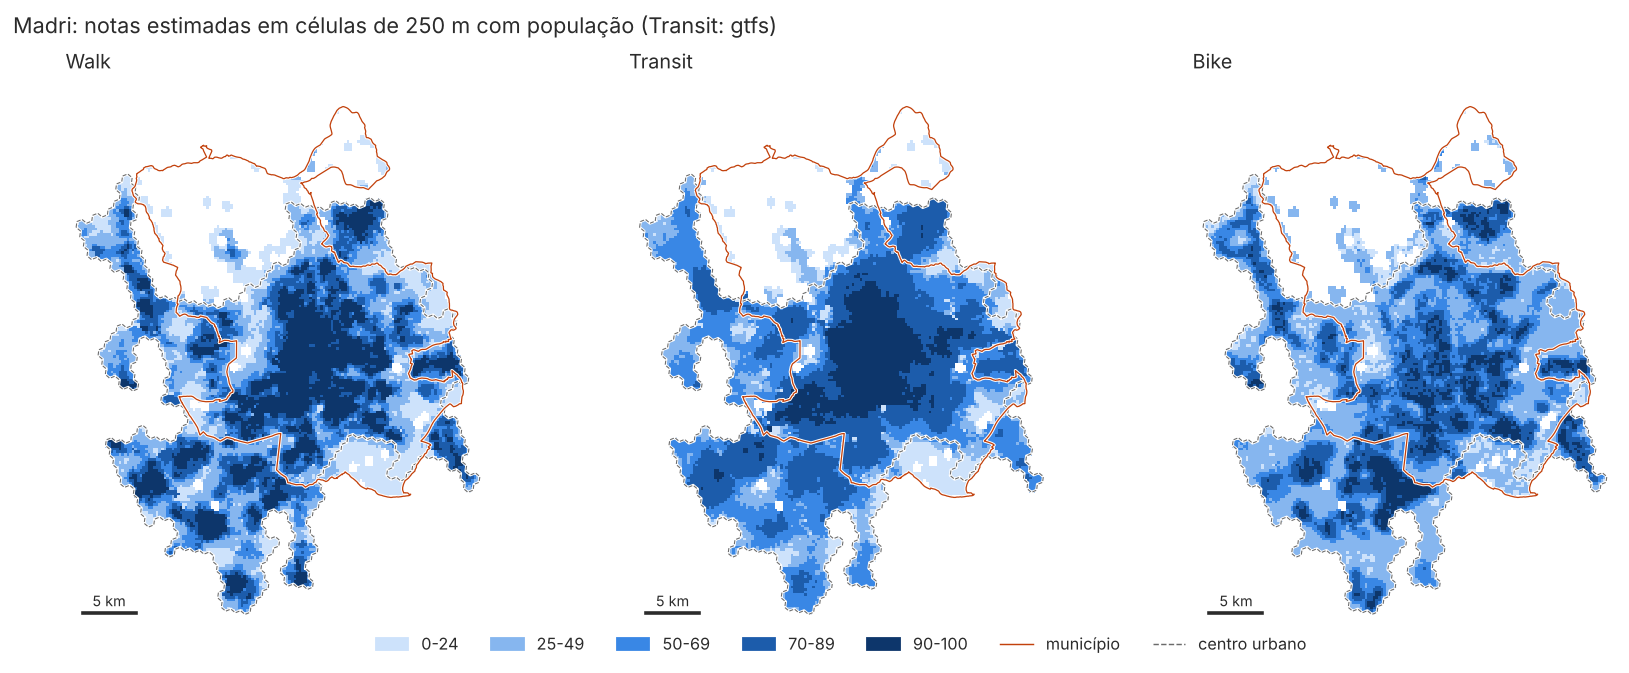 Madri: notas estimadas em células de 250 m com população (Transit: gtfs)
Walk
Transit
Bike
5 km
5 km
5 km
0-24
25-49
50-69
70-89
90-100
município
centro urbano